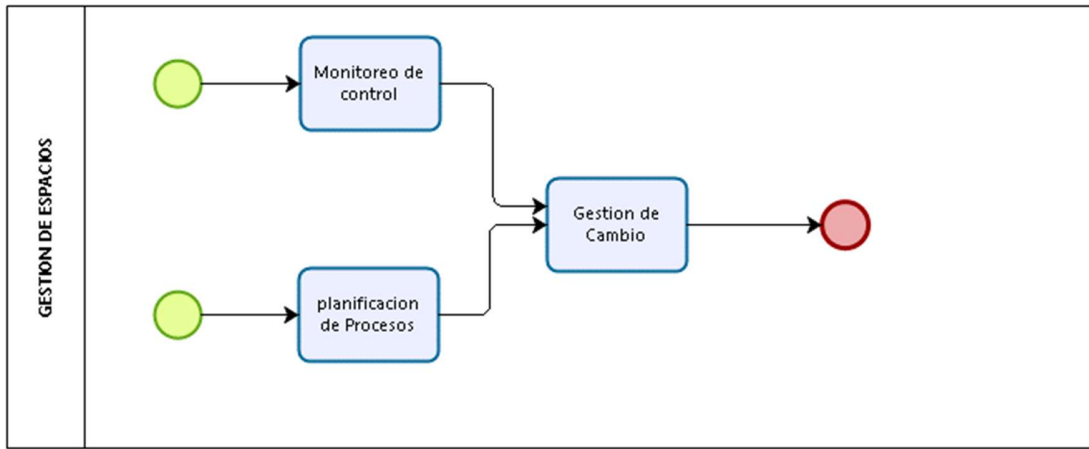 GESTION DE ESPACIOS
Monitoreo de
control
Gestion de
Cambio
planificacion
de Procesos